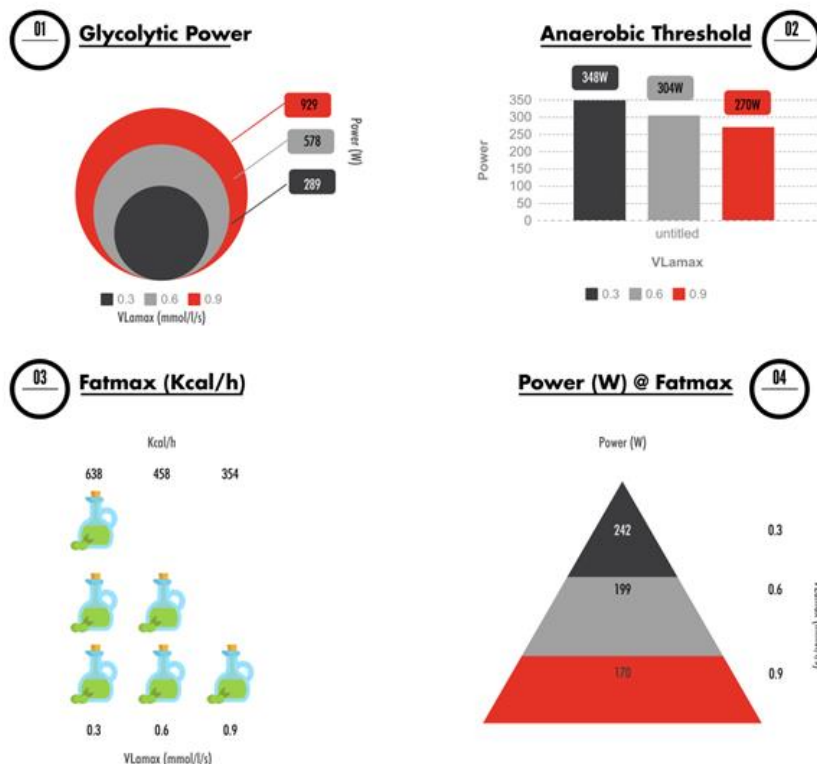 01
Glycolytic Power
929
578
289
Power (W)
0.3 0.6 0.9
VLamax (mmol/l/s)
Anaerobic Threshold
02
348W
304W
270W
350
300
250
200
150
100
50
0
Power
untitled
VLamax
0.3 0.6 0.9
03
Fatmax (Kcal/h)
Kcal/h
638 458 354
0.3 0.6 0.9
VLamax (mmol/l/s)
Power (W) @ Fatmax
04
Power (W)
242
0.3
199
0.6
170
0.9